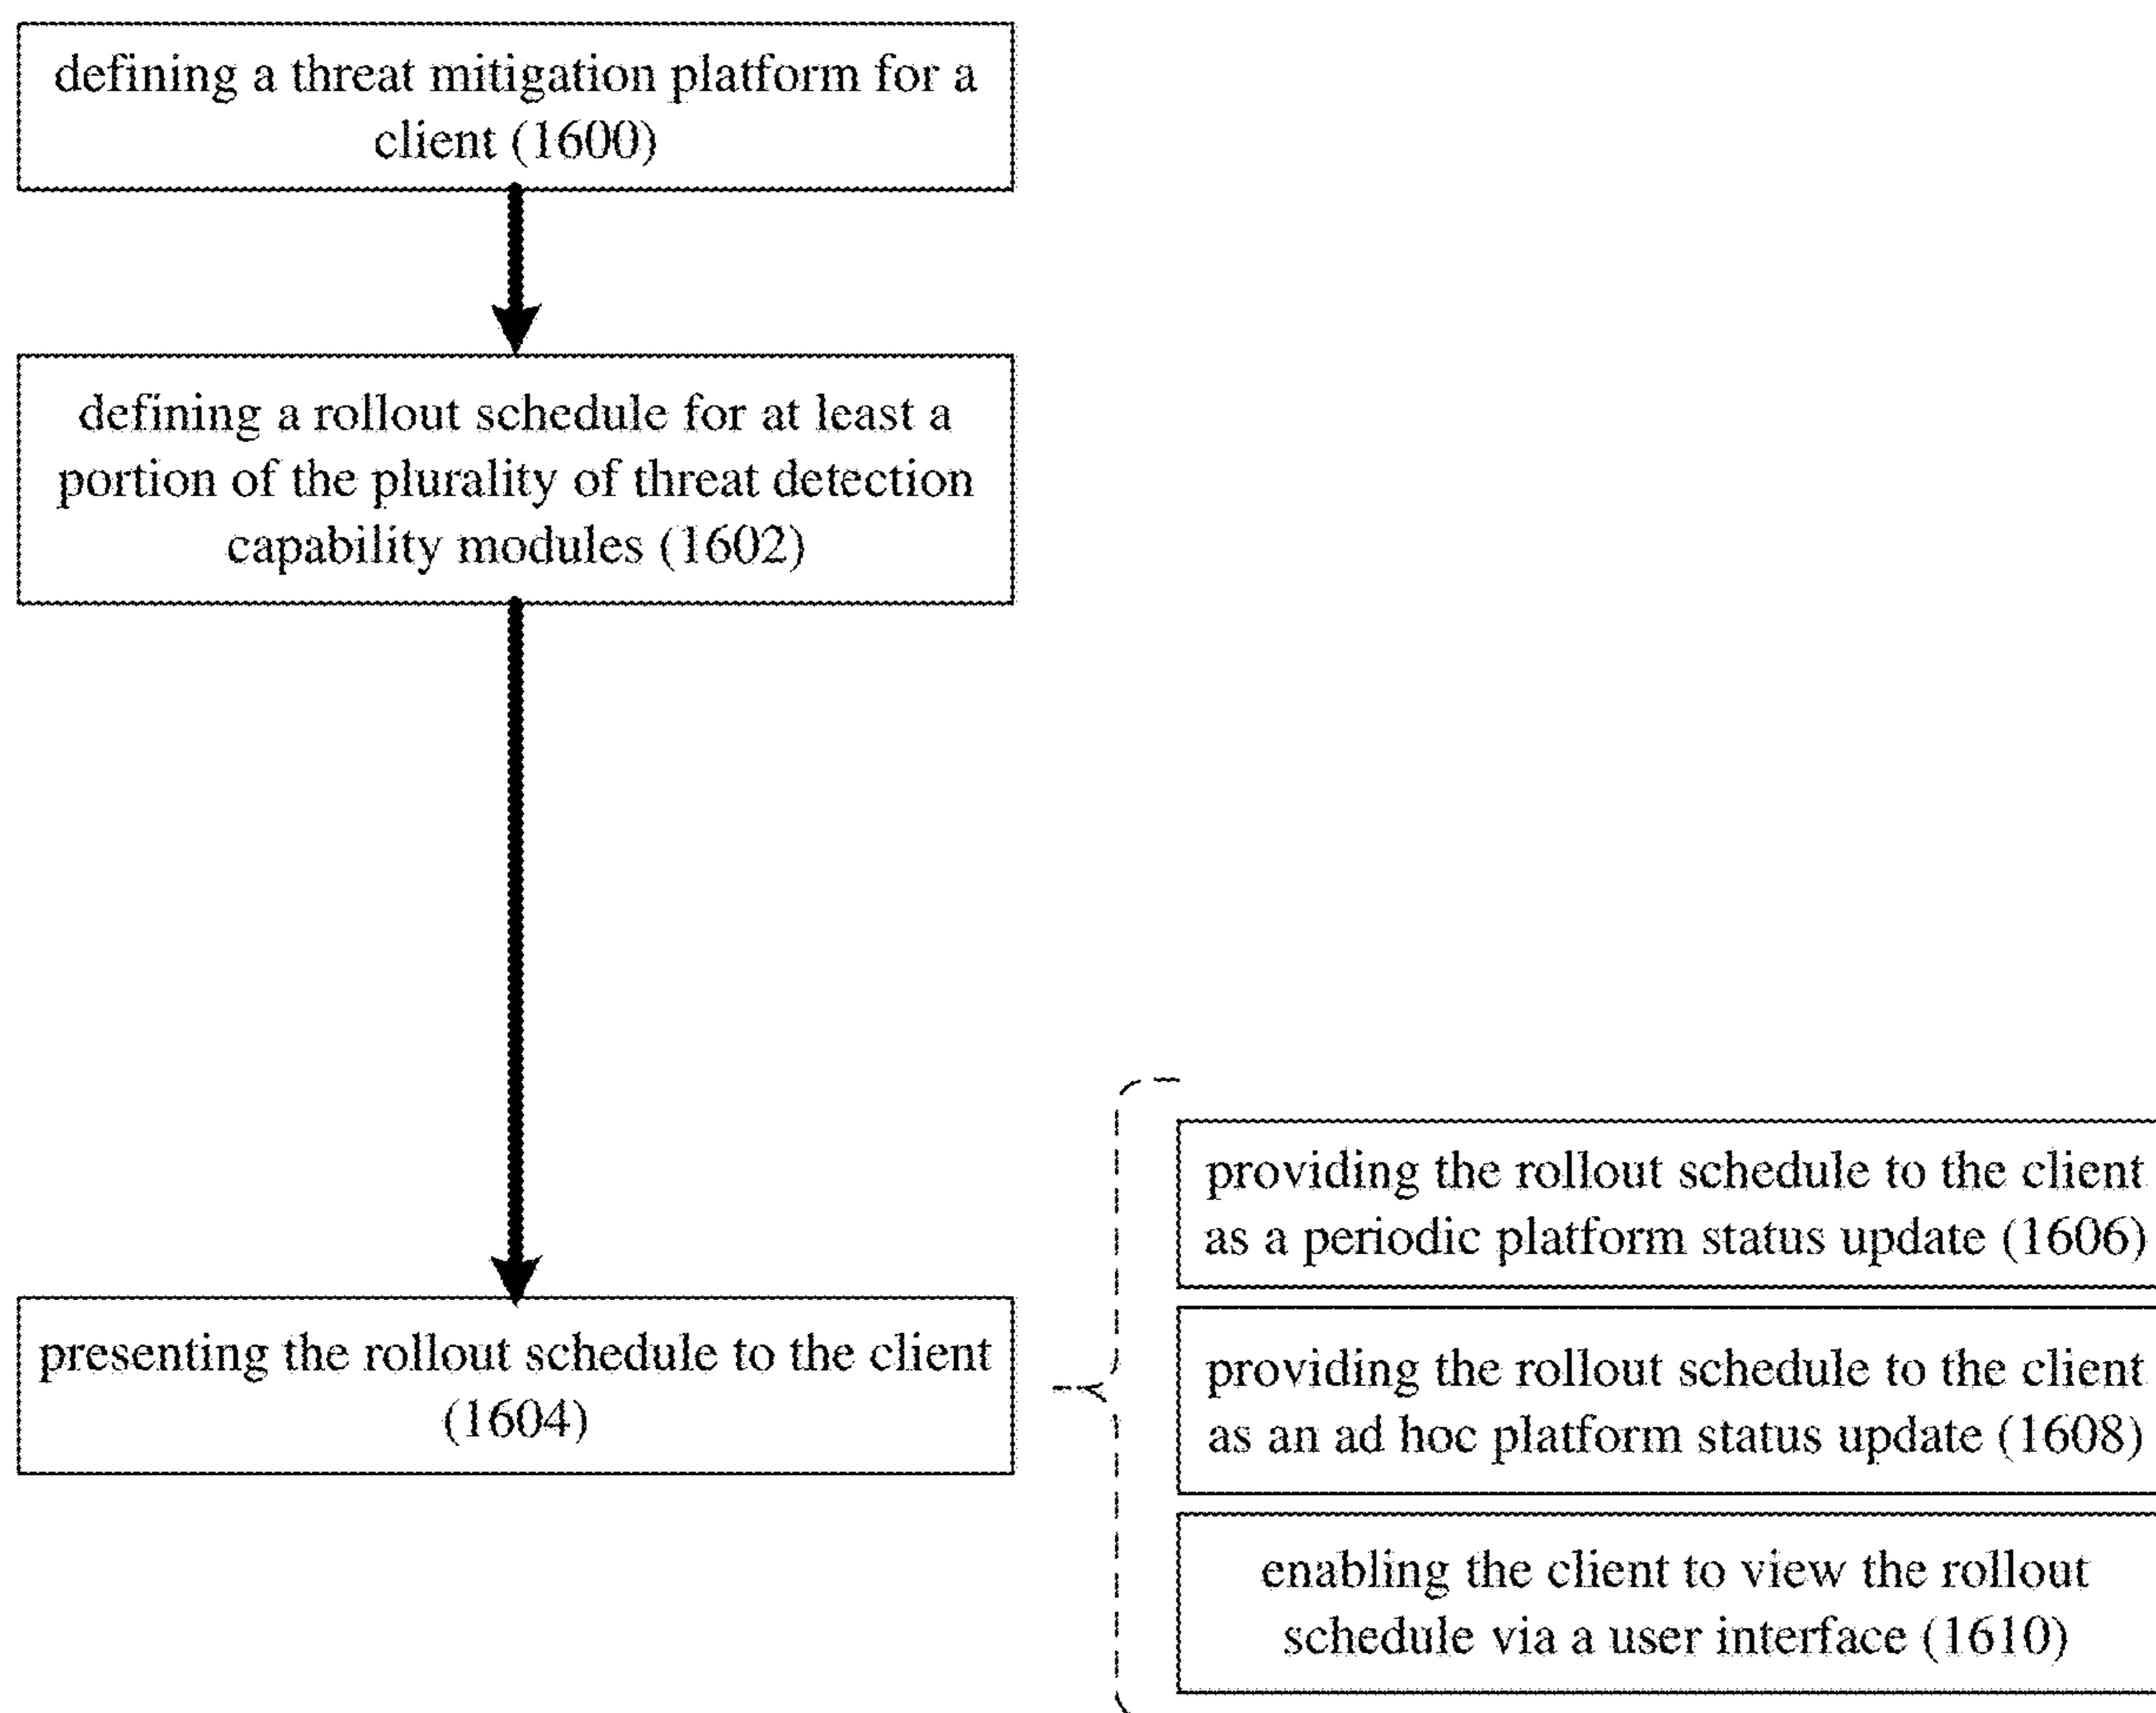 defining a threat mitigation platform for a
client (1600)
defining a rollout schedule for at least a
portion of the plurality of threat detection
capability modules (1602)
presenting the rollout schedule to the client
(1604)
providing the rollout schedule to the client
as a periodic platform status update (1606)
providing the rollout schedule to the client
as an ad hoc platform status update (1608)
enabling the client to view the rollout
schedule via a user interface (1610)